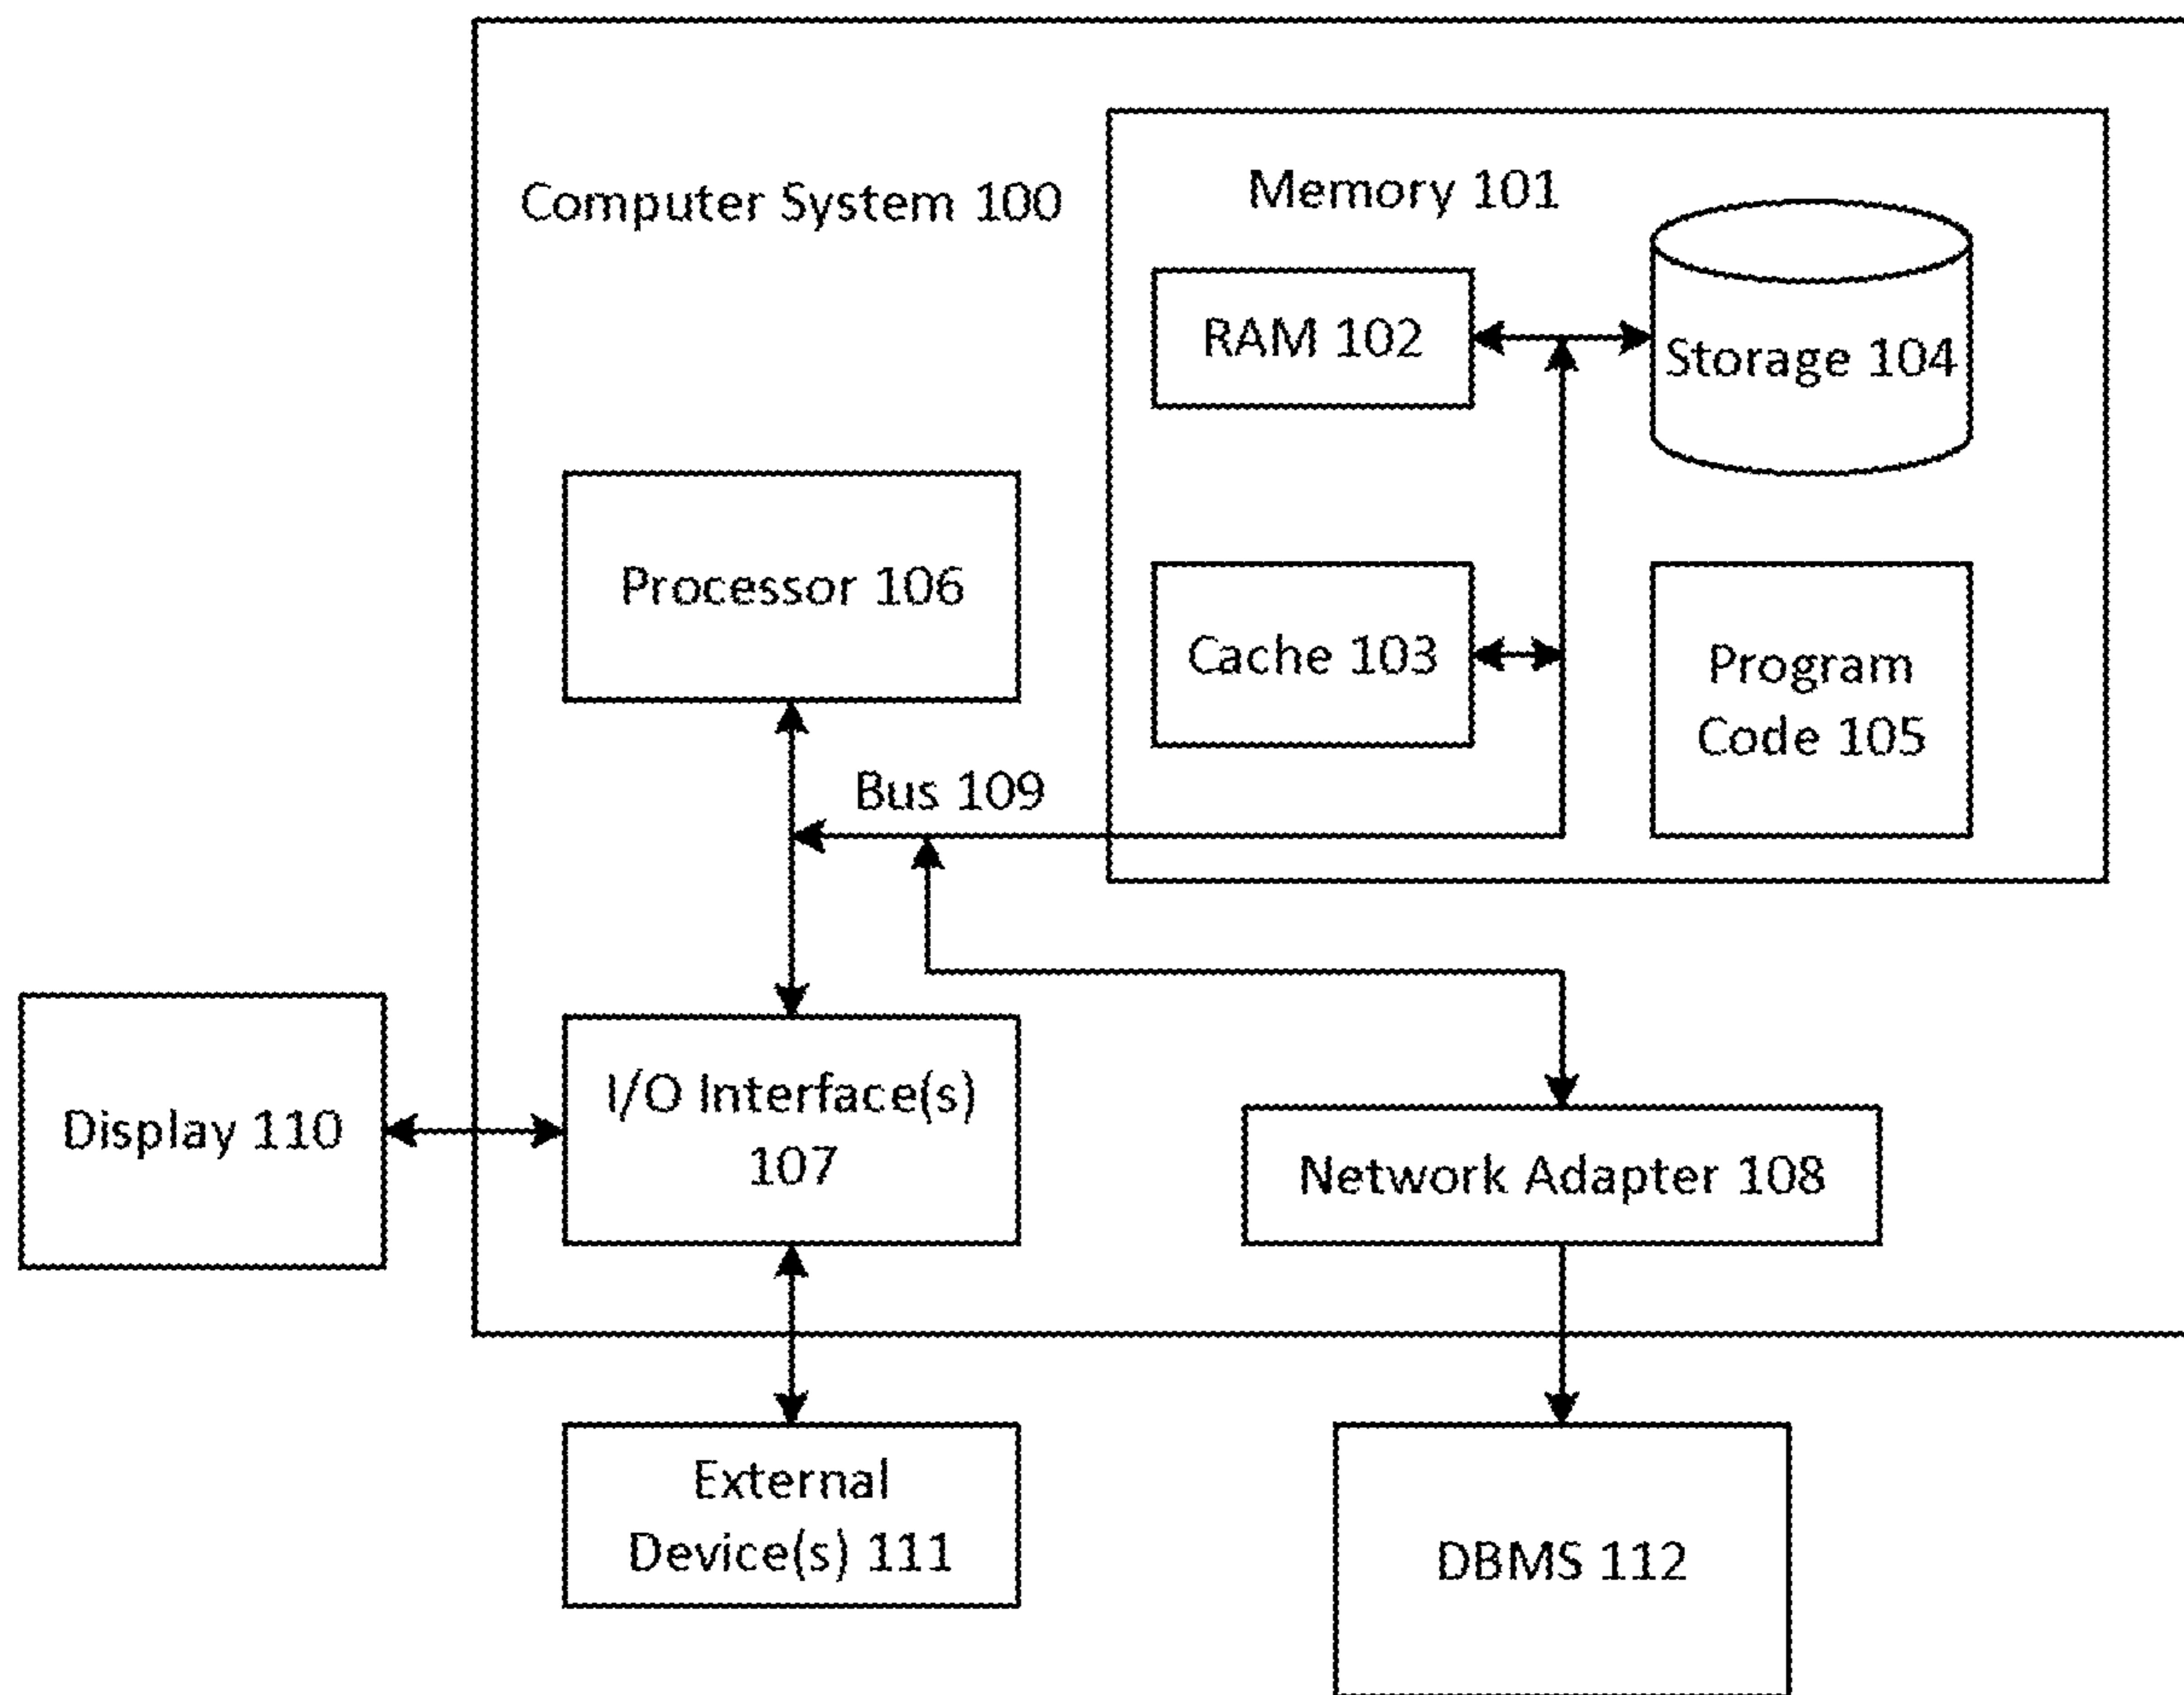 Computer System 100
Memory 101
RAM 102
Storage 104
Processor 106
Cache 103
Program
Code 105
Bus 109
Display 110
I/O Interface(s)
107
Network Adapter 108
External
Device(s) 111
DBMS 112